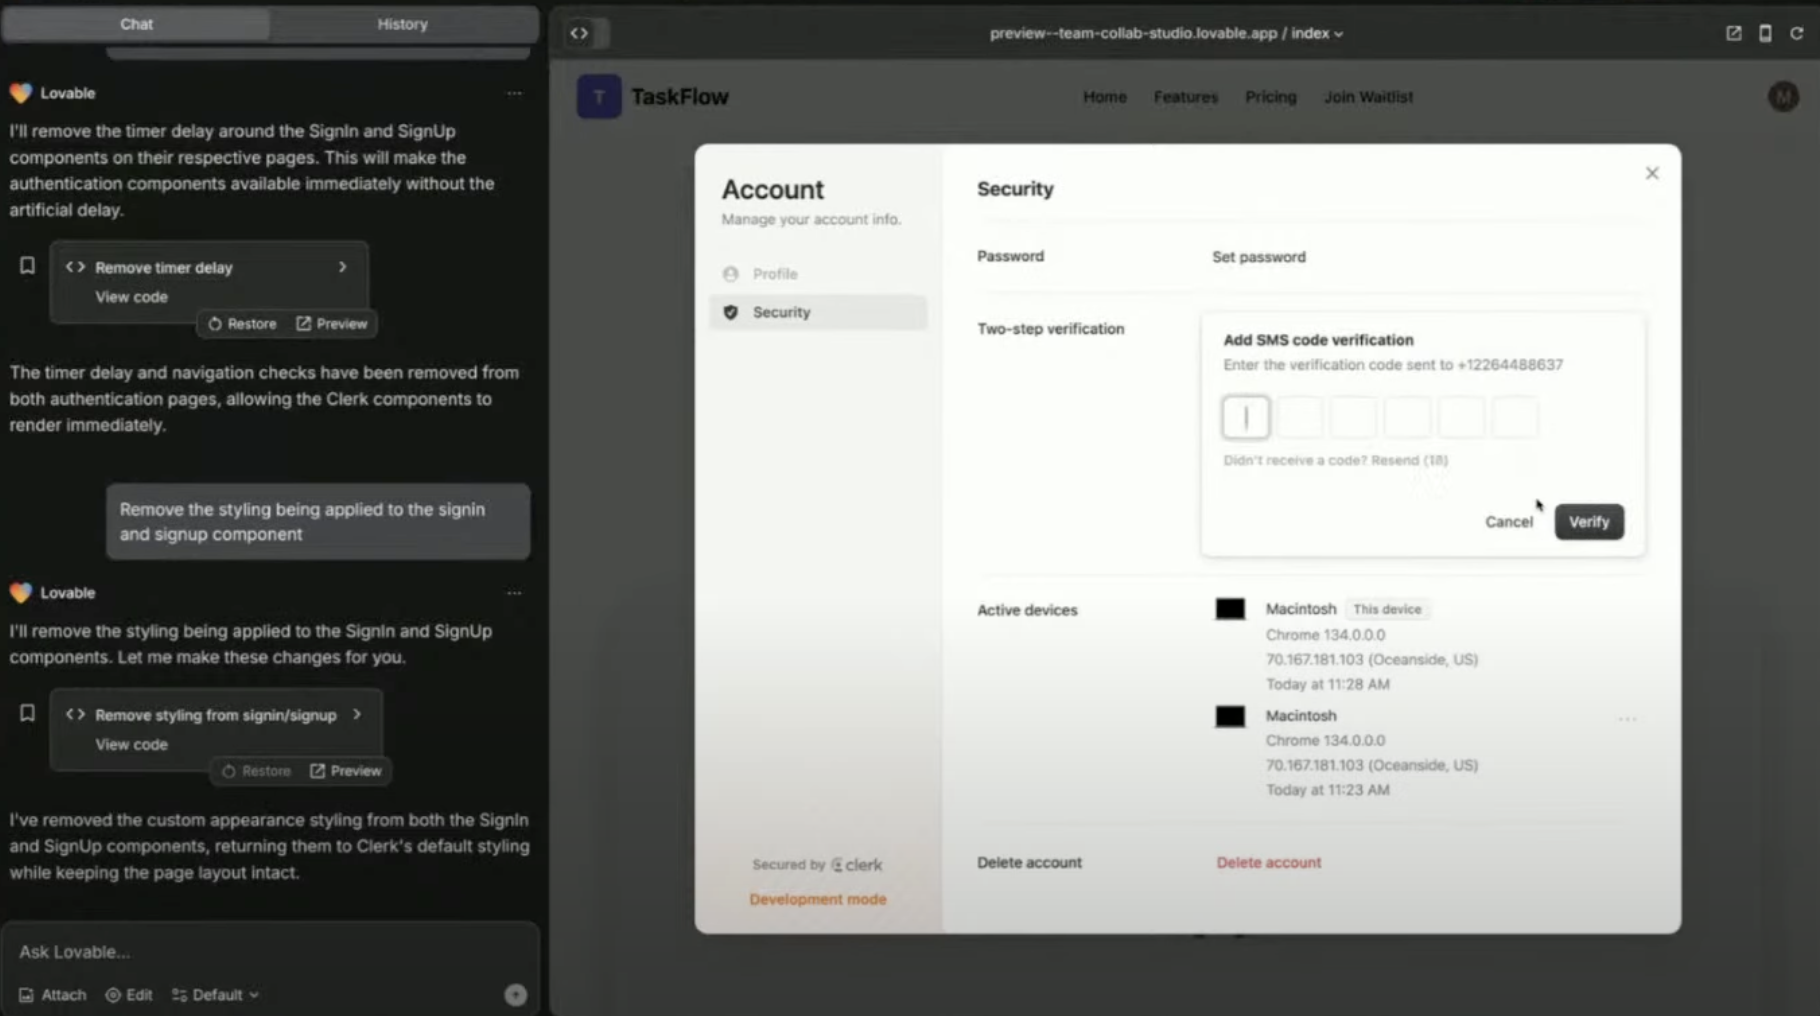 Chat
History
Lovable
I'll remove the timer delay around the SignIn and SignUp
components on their respective pages. This will make the
authentication components available immediately without the
artificial delay.
Remove timer delay
View code
Restore
Preview
The timer delay and navigation checks have been removed from
both authentication pages, allowing the Clerk components to
render immediately.
Remove the styling being applied to the signin
and signup component
Lovable
I'll remove the styling being applied to the SignIn and SignUp
components. Let me make these changes for you.
Remove styling from signin/signup
View code
Restore
Preview
I've removed the custom appearance styling from both the SignIn
and SignUp components, returning them to Clerk's default styling
while keeping the page layout intact.
Ask Lovable...
Attach
Edit
Default
preview--team-collab-studio.lovable.app / index
T
TaskFlow
Home
Features
Pricing
Join Waitlist
M
Account
Manage your account info.
Profile
Security
Secured by clerk
Development mode
Security
Password
Set password
Two-step verification
Add SMS code verification
Enter the verification code sent to +12264488637
Didn't receive a code? Resend
Cancel
Verify
Active devices
Macintosh
This device
Chrome 134.0.0.0
70.167.181.103 (Oceanside, US)
Today at 11:28 AM
Macintosh
Chrome 134.0.0.0
70.167.181.103 (Oceanside, US)
Today at 11:23 AM
Delete account
Delete account